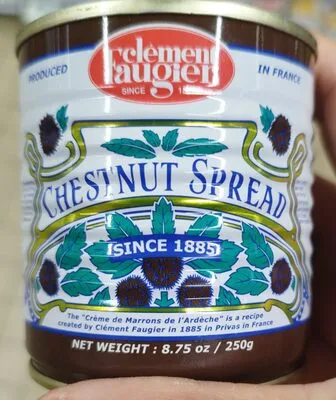 clément
Faugier
SINCE 1885
PRODUCED
IN FRANCE
CHESTNUT SPREAD
SINCE 1885
The "Crème de Marrons de l'Ardèche" is a recipe
created by Clément Faugier in 1885 in Privas in France
NET WEIGHT : 8.75 oz / 250g